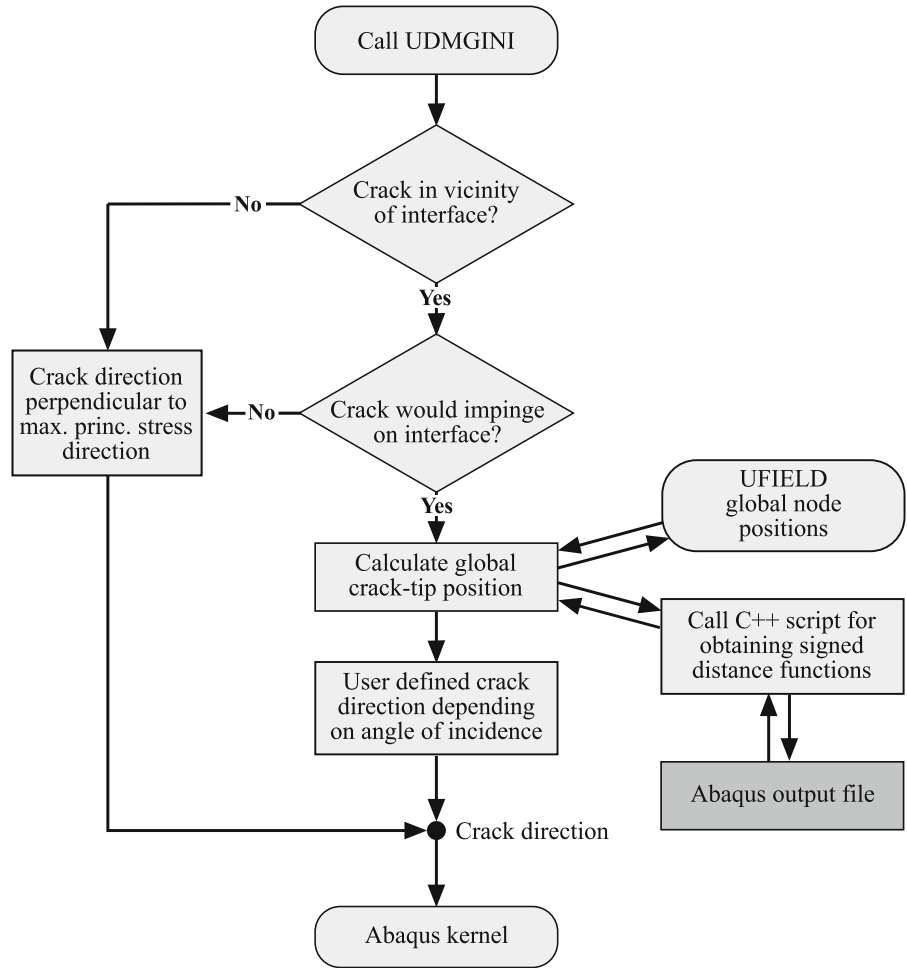 Call UDMGINI
Crack in vicinity
of interface?
No
Yes
Crack direction
perpendicular to
max. princ. stress
direction
No
Crack would impinge
on interface?
Yes
UFIELD
global node
positions
Calculate global
crack-tip position
Call C++ script for
obtaining signed
distance functions
User defined crack
direction depending
on angle of incidence
Abaqus output file
Crack direction
Abaqus kernel